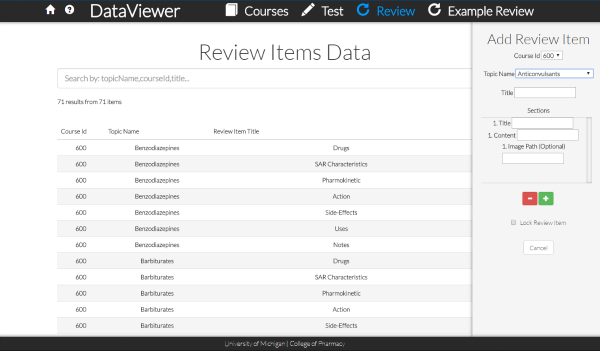 DataViewer
Courses
Test
Review
Example Review
Review Items Data
Search by: topicName,courseId,title...
71 results from 71 items
Course Id Topic Name Review Item Title
600 Benzodiazepines Drugs
600 Benzodiazepines SAR Characteristics
600 Benzodiazepines Pharmokinetic
600 Benzodiazepines Action
600 Benzodiazepines Side-Effects
600 Benzodiazepines Uses
600 Benzodiazepines Notes
600 Barbiturates Drugs
600 Barbiturates SAR Characteristics
600 Barbiturates Pharmokinetic
600 Barbiturates Action
600 Barbiturates Side-Effects
Add Review Item
Course Id 600
Topic Name Anticonvulsants
Title
Sections
1. Title
1. Content
1. Image Path (Optional)
Lock Review Item
Cancel
University of Michigan | College of Pharmacy